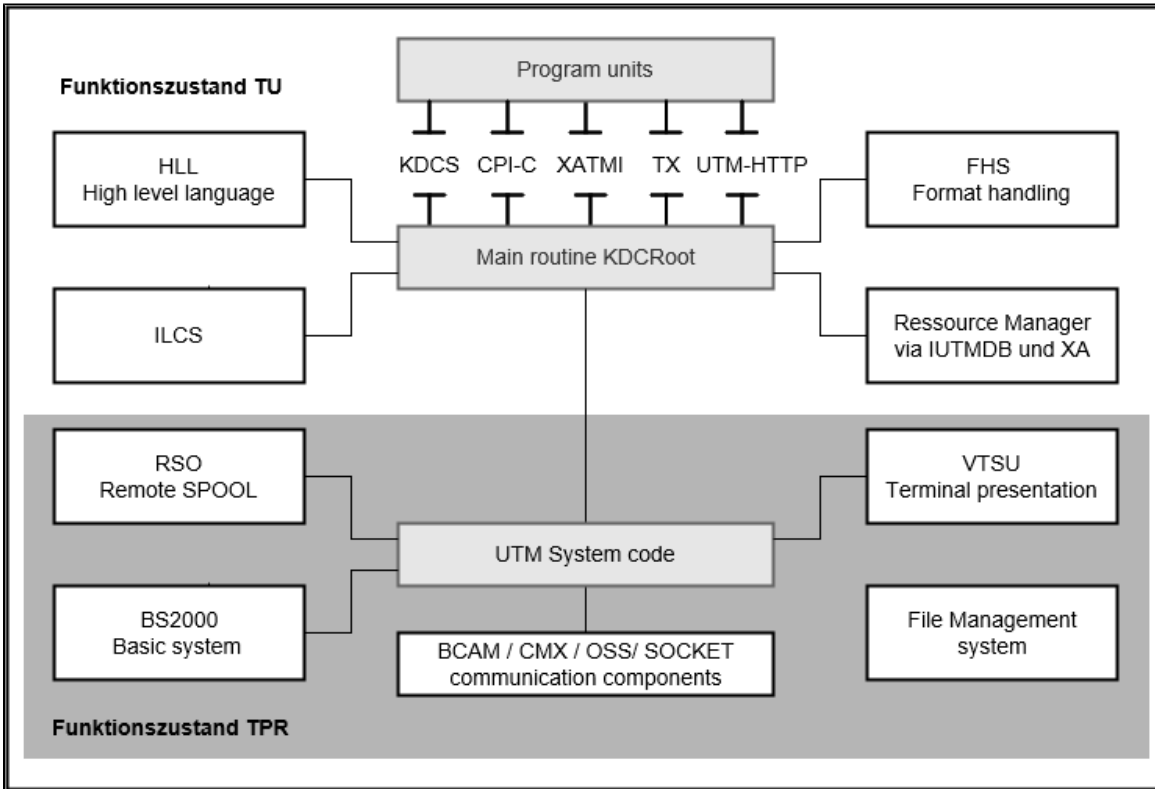 Program units
Funktionszustand TU
KDCS CPI-C XATMI TX UTM-HTTP
HLL
High level language
FHS
Format handling
Main routine KDCRoot
ILCS
Ressource Manager
via IUTMDB und XA
RSO
Remote SPOOL
VTSU
Terminal presentation
UTM System code
BS2000
Basic system
File Management
system
BCAM / CMX / OSS/ SOCKET
communication components
Funktionszustand TPR